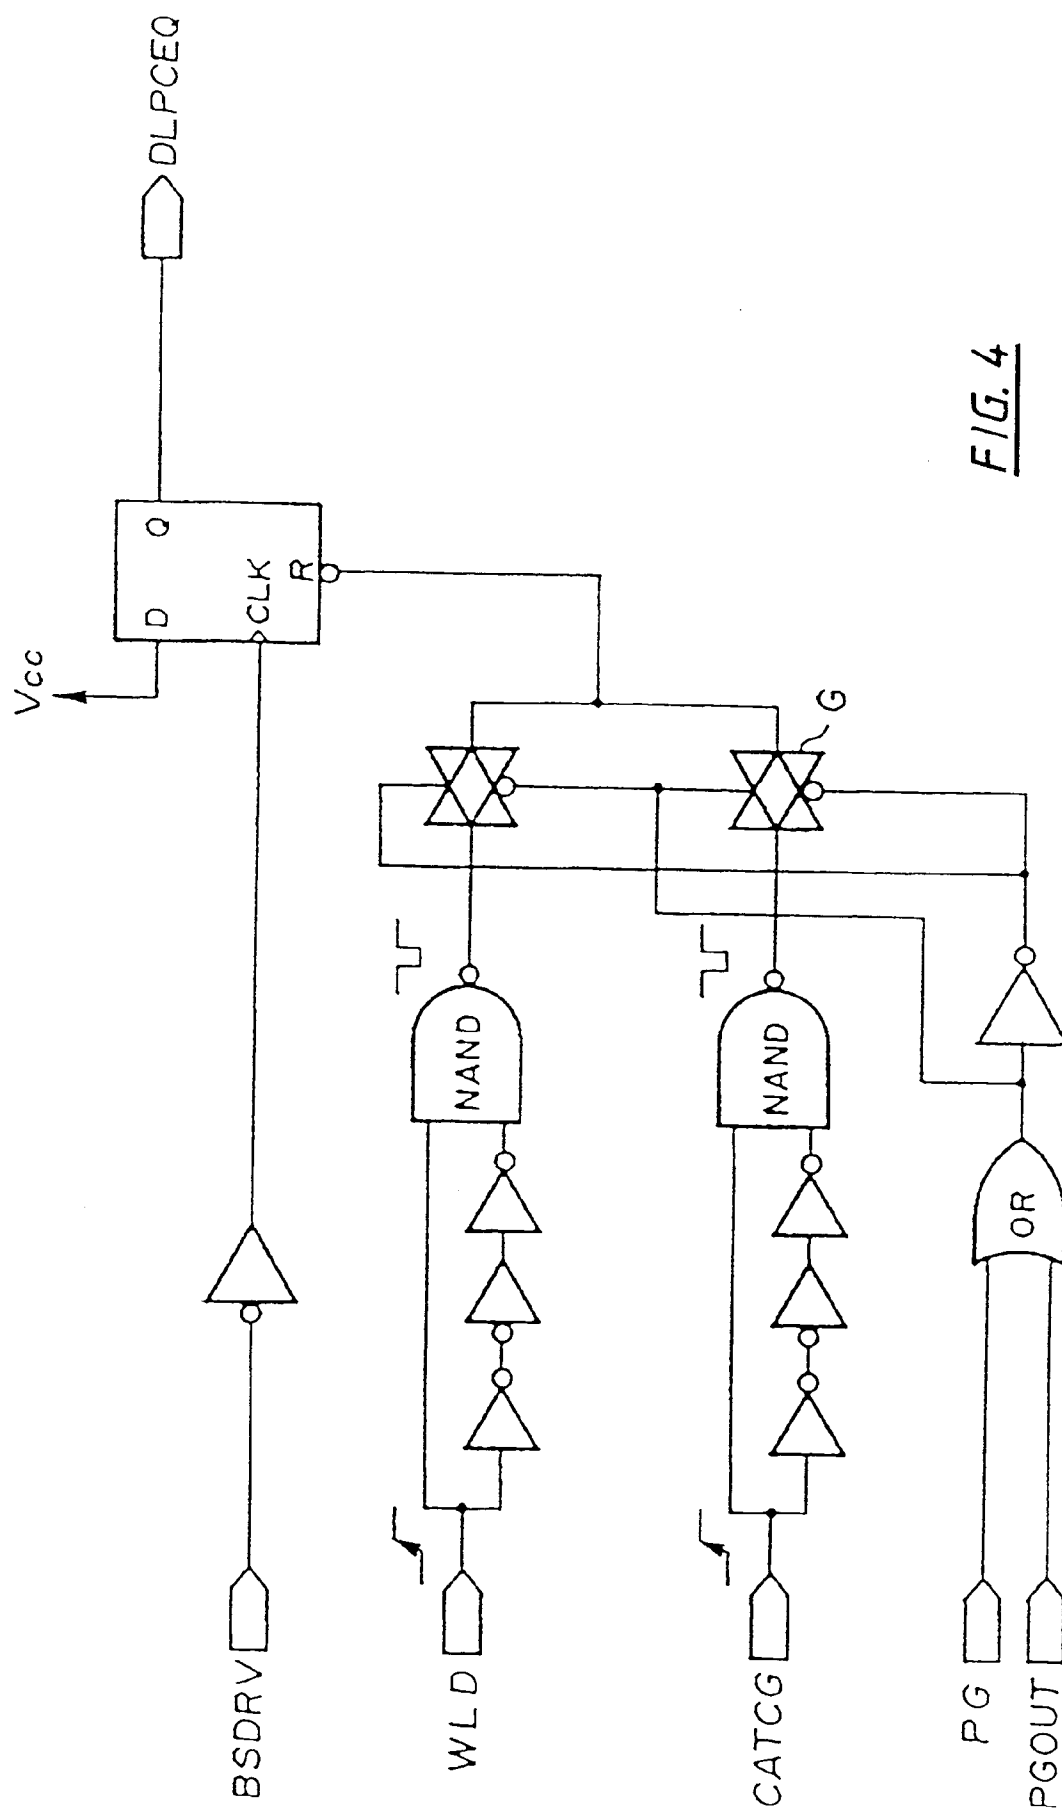 Vcc
DLPCEQ
D
Q
CLK
R
BSDRV
WLD
NAND
G
CATCG
NAND
PG
PGOUT
OR
FIG. 4